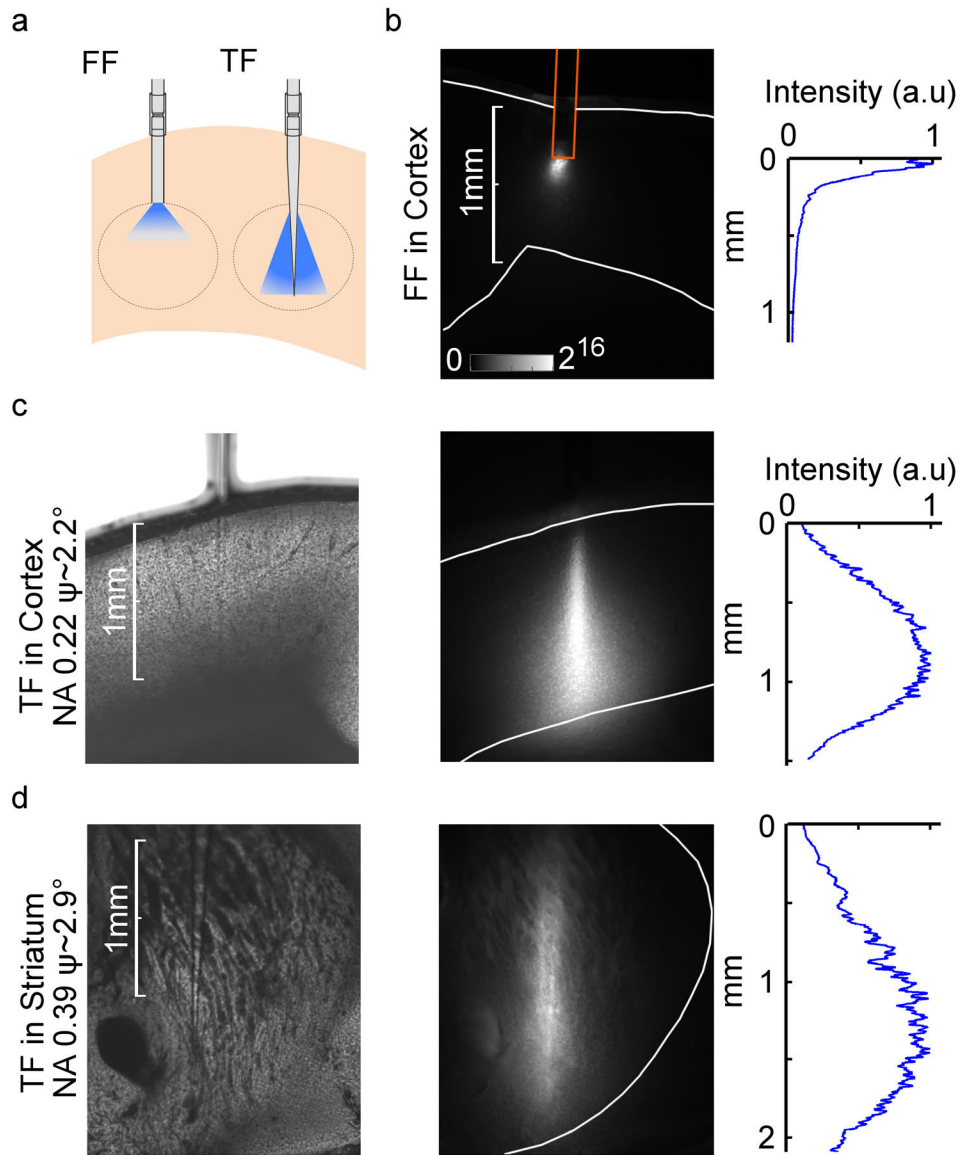 a
FF
TF
b
FF in Cortex
1mm
0
2¹⁶
Intensity (a.u)
0
1
0
mm
1
c
TF in Cortex
NA 0.22 ψ~2.2°
1mm
Intensity (a.u)
0
1
0
mm
1
d
TF in Striatum
NA 0.39 ψ~2.9°
1mm
0
mm
1
2